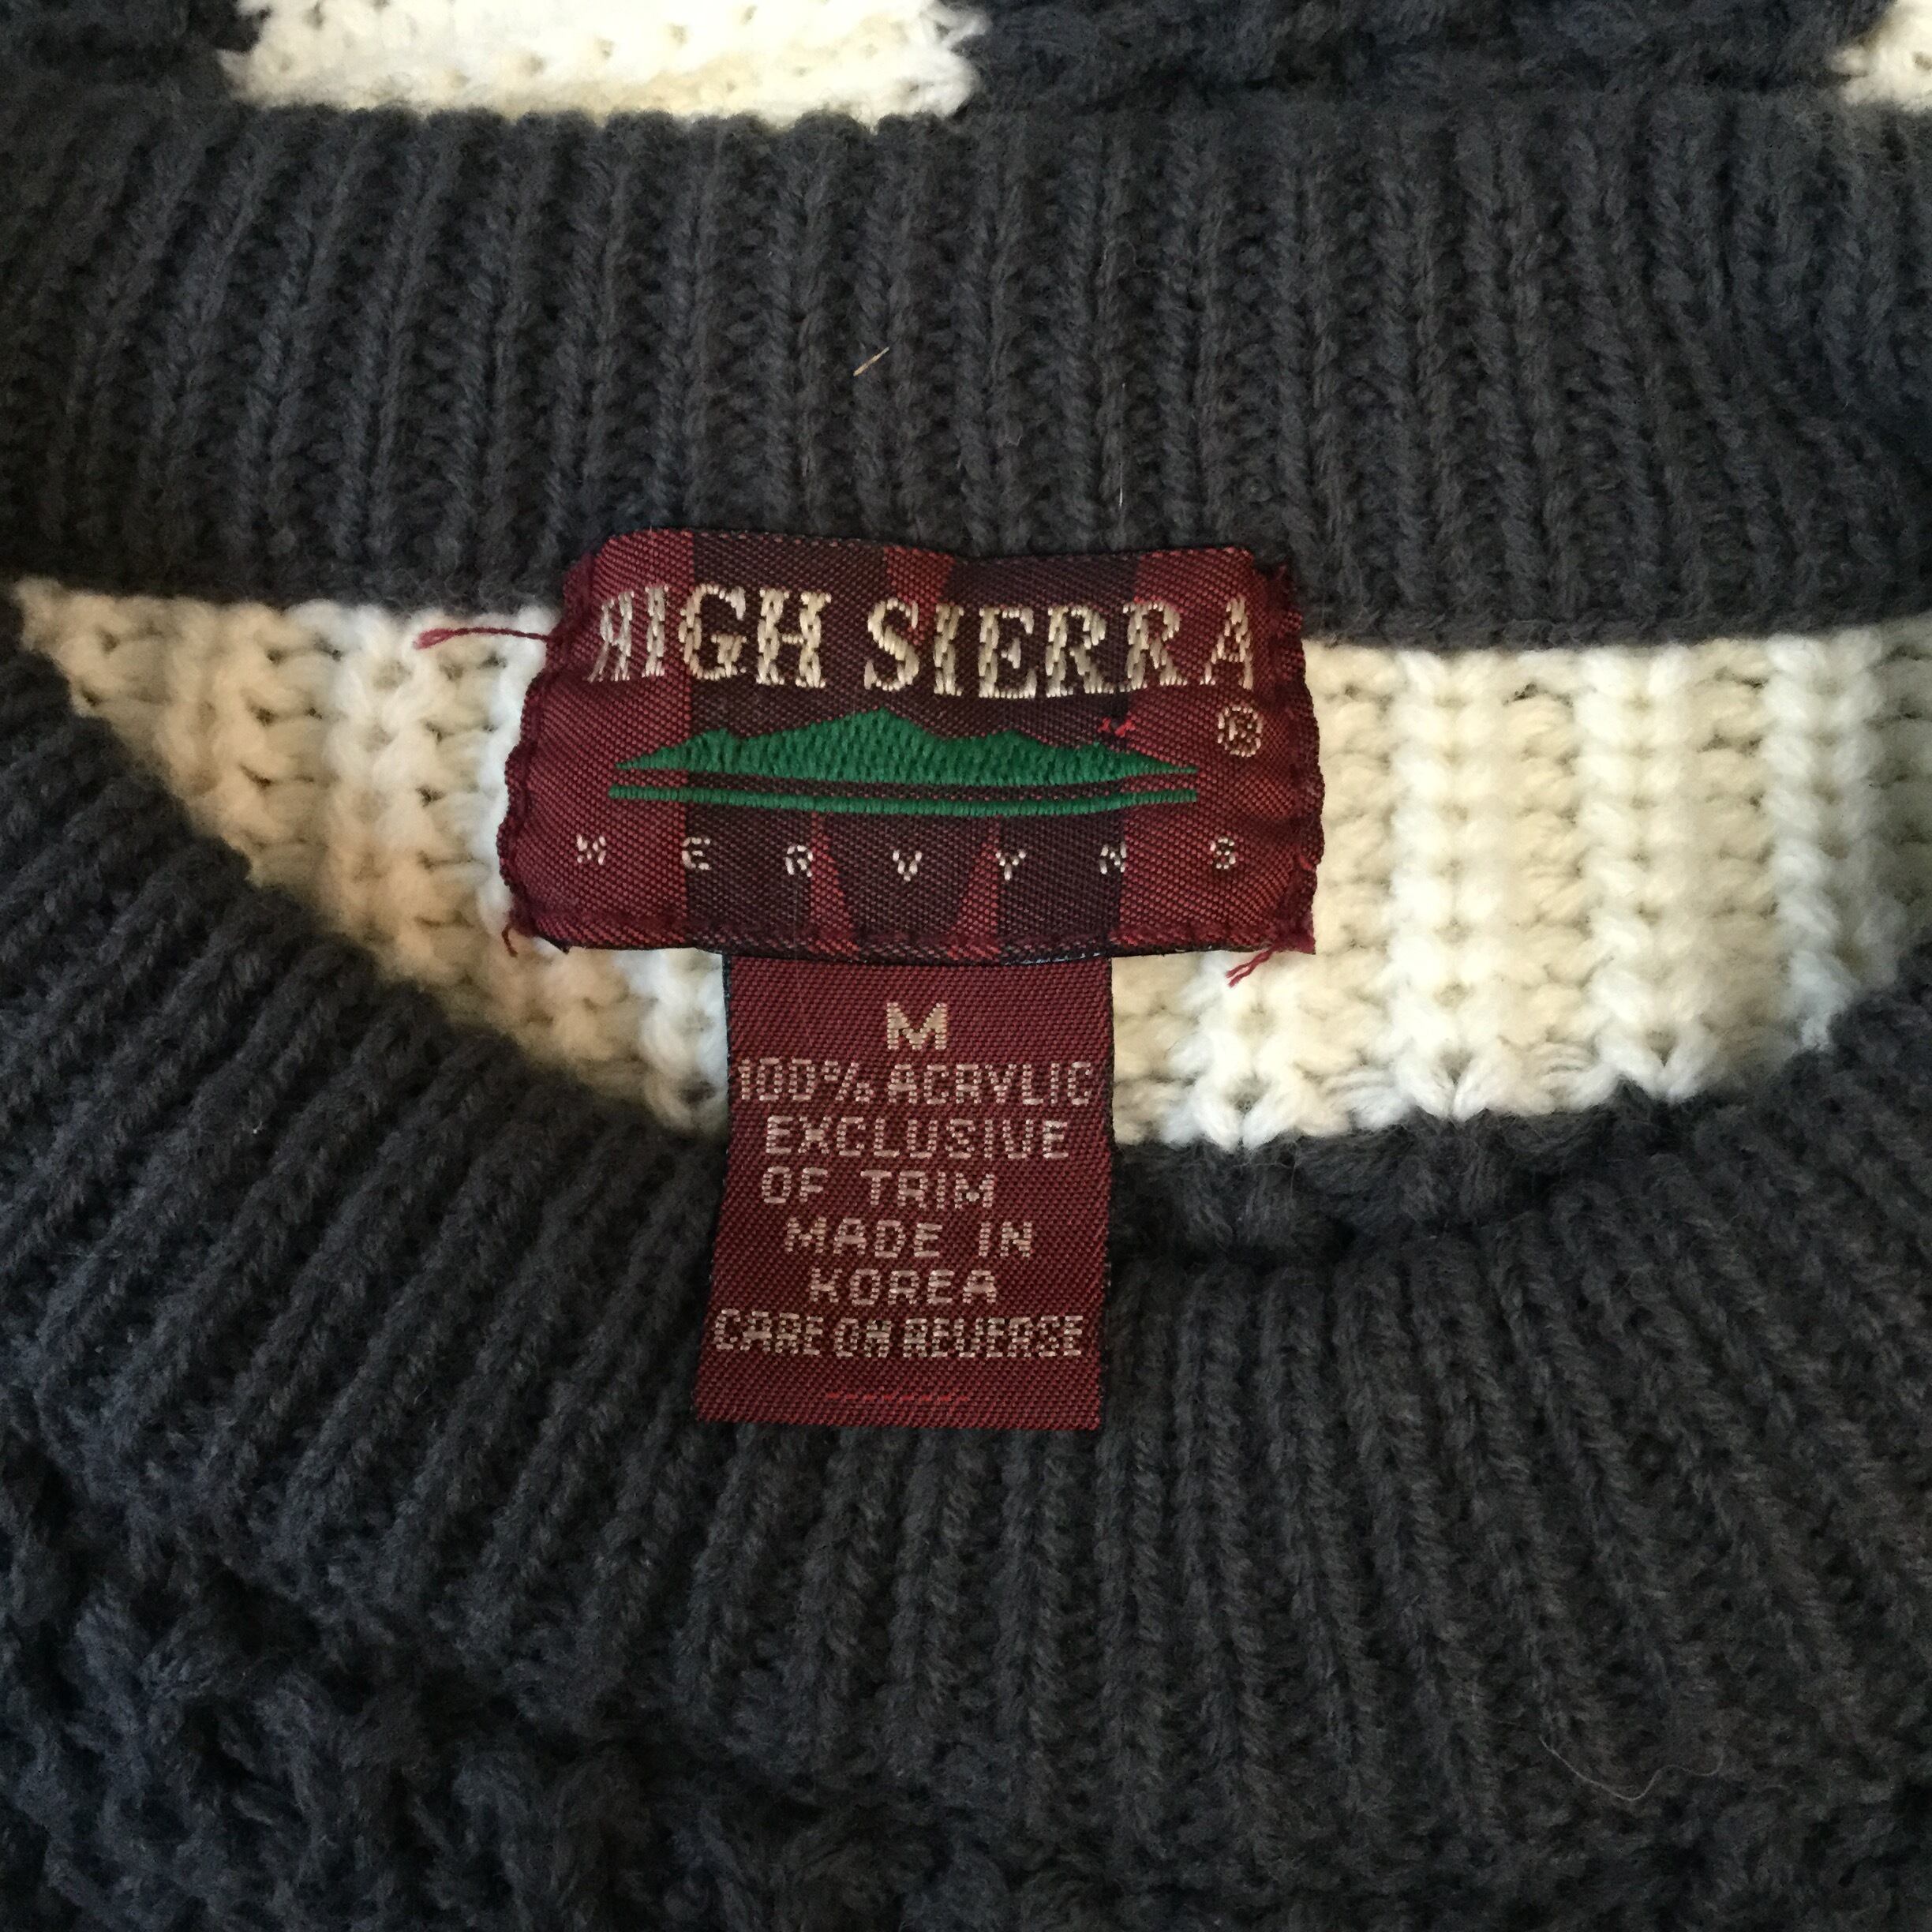 HIGH SIERRA
®
MERVYNS
M
100% ACRYLIC
EXCLUSIVE
OF TRIM
MADE IN
KOREA
CARE ON REVERSE